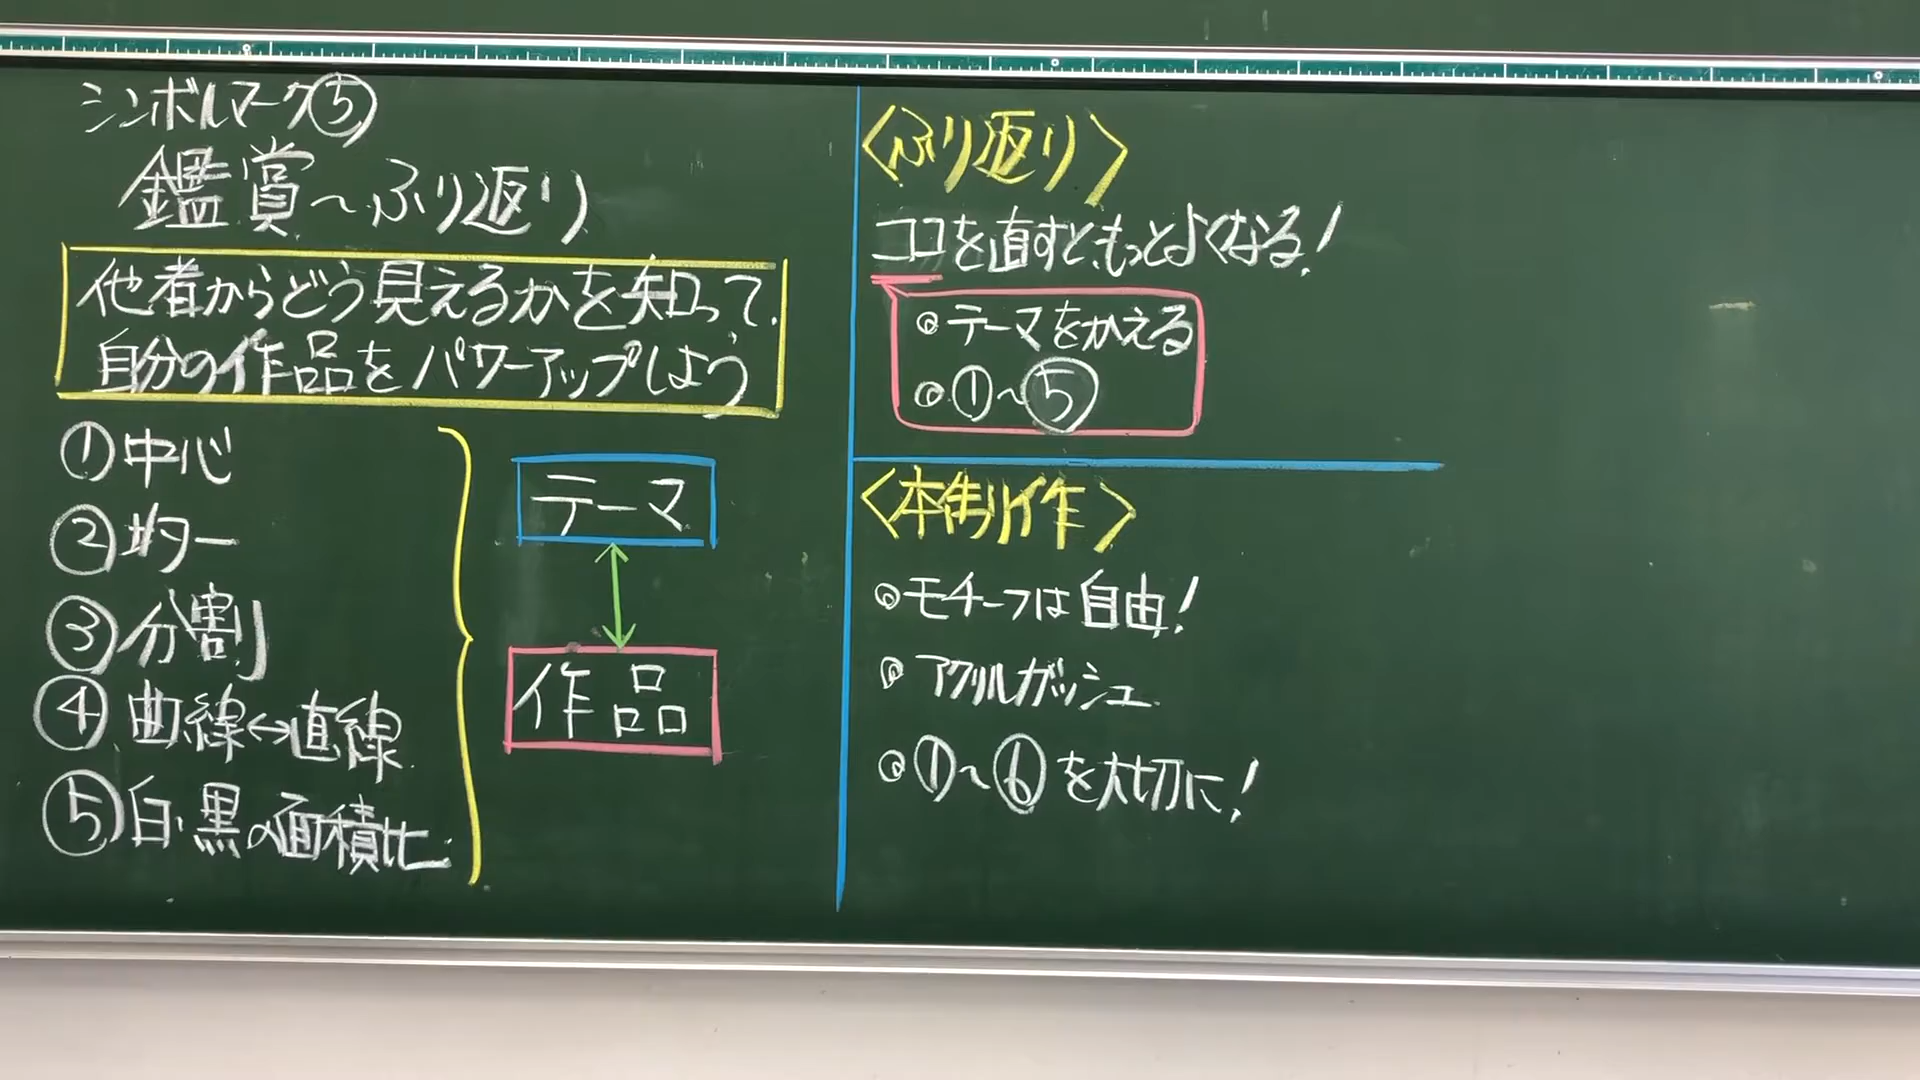 シンボルマーク⑤
鑑賞～ふり返り
他者からどう見えるかを知って、
自分の作品をパワーアップしよう
①中心
②均一
③分割
④曲線↔直線
⑤白・黒の面積比
テーマ
作品
〈ふり返り〉
ココを直すと、もっとよくなる！
◎テーマをかえる
◎①～⑤
〈本制作〉
◎モチーフは自由！
◎アクリルガッシュ
◎①～⑥を大切に！